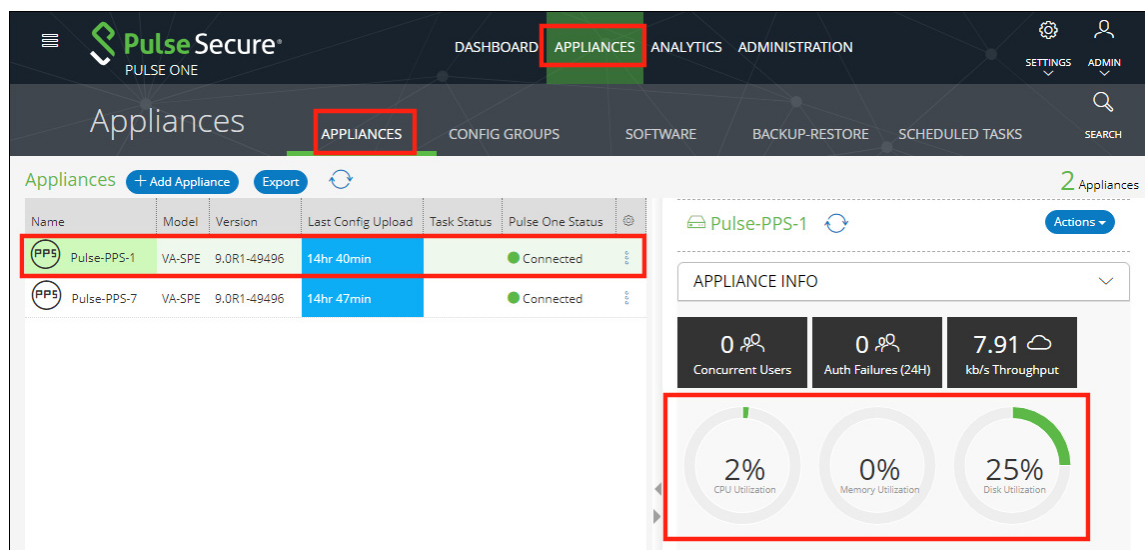 Pulse Secure®
PULSE ONE
DASHBOARD APPLIANCES ANALYTICS ADMINISTRATION
SETTINGS ADMIN
Appliances
APPLIANCES CONFIG GROUPS SOFTWARE BACKUP-RESTORE SCHEDULED TASKS
SEARCH
Appliances + Add Appliance Export
2 Appliances
Name Model Version Last Config Upload Task Status Pulse One Status
PPS Pulse-PPS-1 VA-SPE 9.0R1-49496 14hr 40min Connected
PPS Pulse-PPS-7 VA-SPE 9.0R1-49496 14hr 47min Connected
Pulse-PPS-1 Actions
APPLIANCE INFO
0 0 7.91
Concurrent Users Auth Failures (24H) kb/s Throughput
2% 0% 25%
CPU Utilization Memory Utilization Disk Utilization